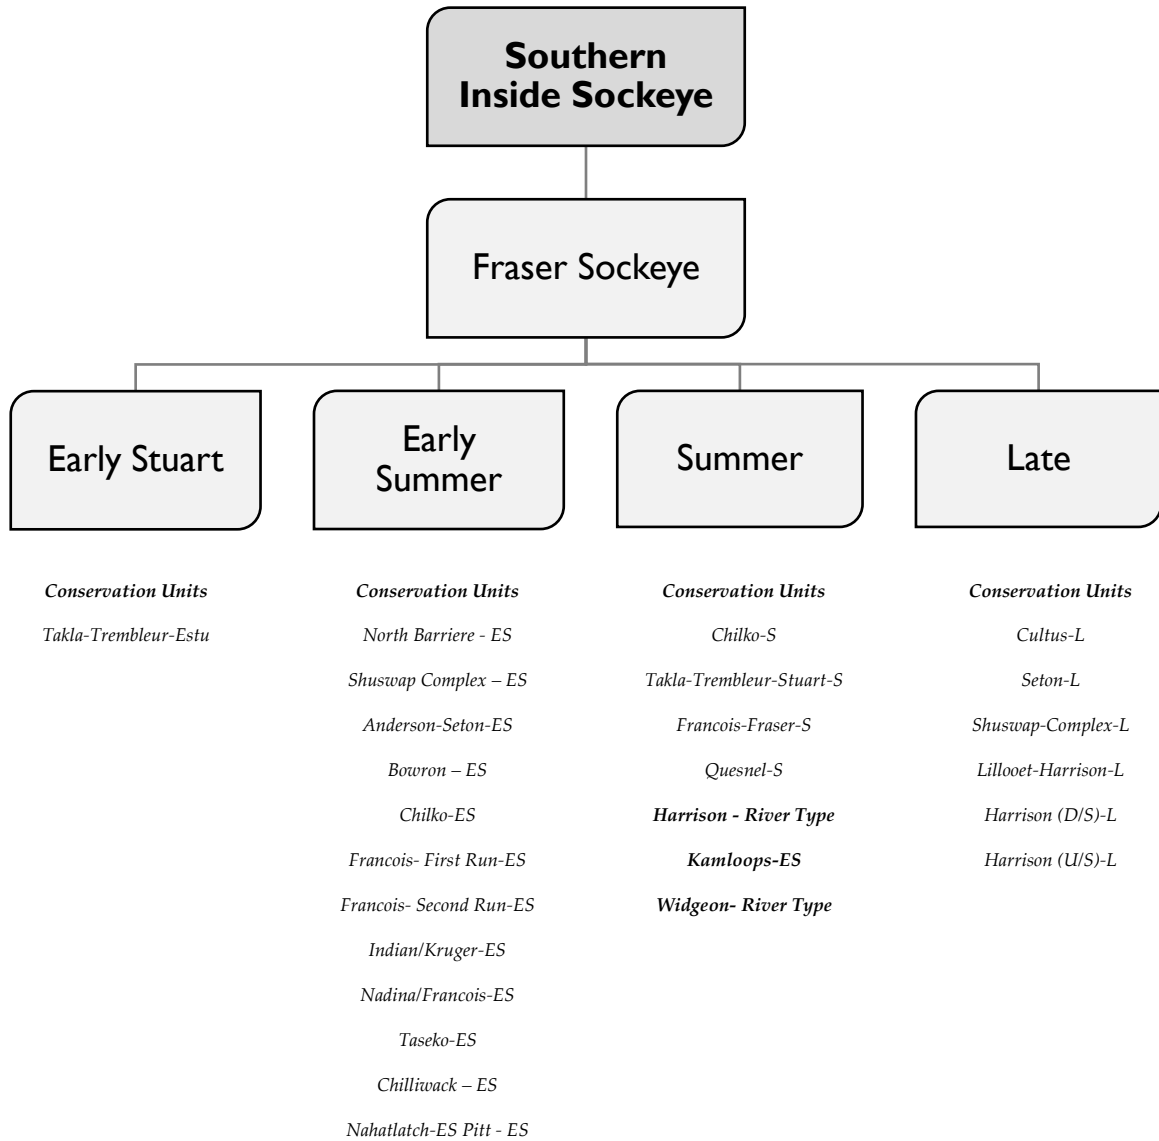 Southern
Inside Sockeye
Fraser Sockeye
Early Stuart
Early
Summer
Summer
Late
Conservation Units
Takla-Trembleur-Estu
Conservation Units
North Barriere - ES
Shuswap Complex – ES
Anderson-Seton-ES
Bowron – ES
Chilko-ES
Francois- First Run-ES
Francois- Second Run-ES
Indian/Kruger-ES
Nadina/Francois-ES
Taseko-ES
Chilliwack – ES
Nahatlatch-ES Pitt - ES
Conservation Units
Chilko-S
Takla-Trembleur-Stuart-S
Francois-Fraser-S
Quesnel-S
Harrison - River Type
Kamloops-ES
Widgeon- River Type
Conservation Units
Cultus-L
Seton-L
Shuswap-Complex-L
Lillooet-Harrison-L
Harrison (D/S)-L
Harrison (U/S)-L